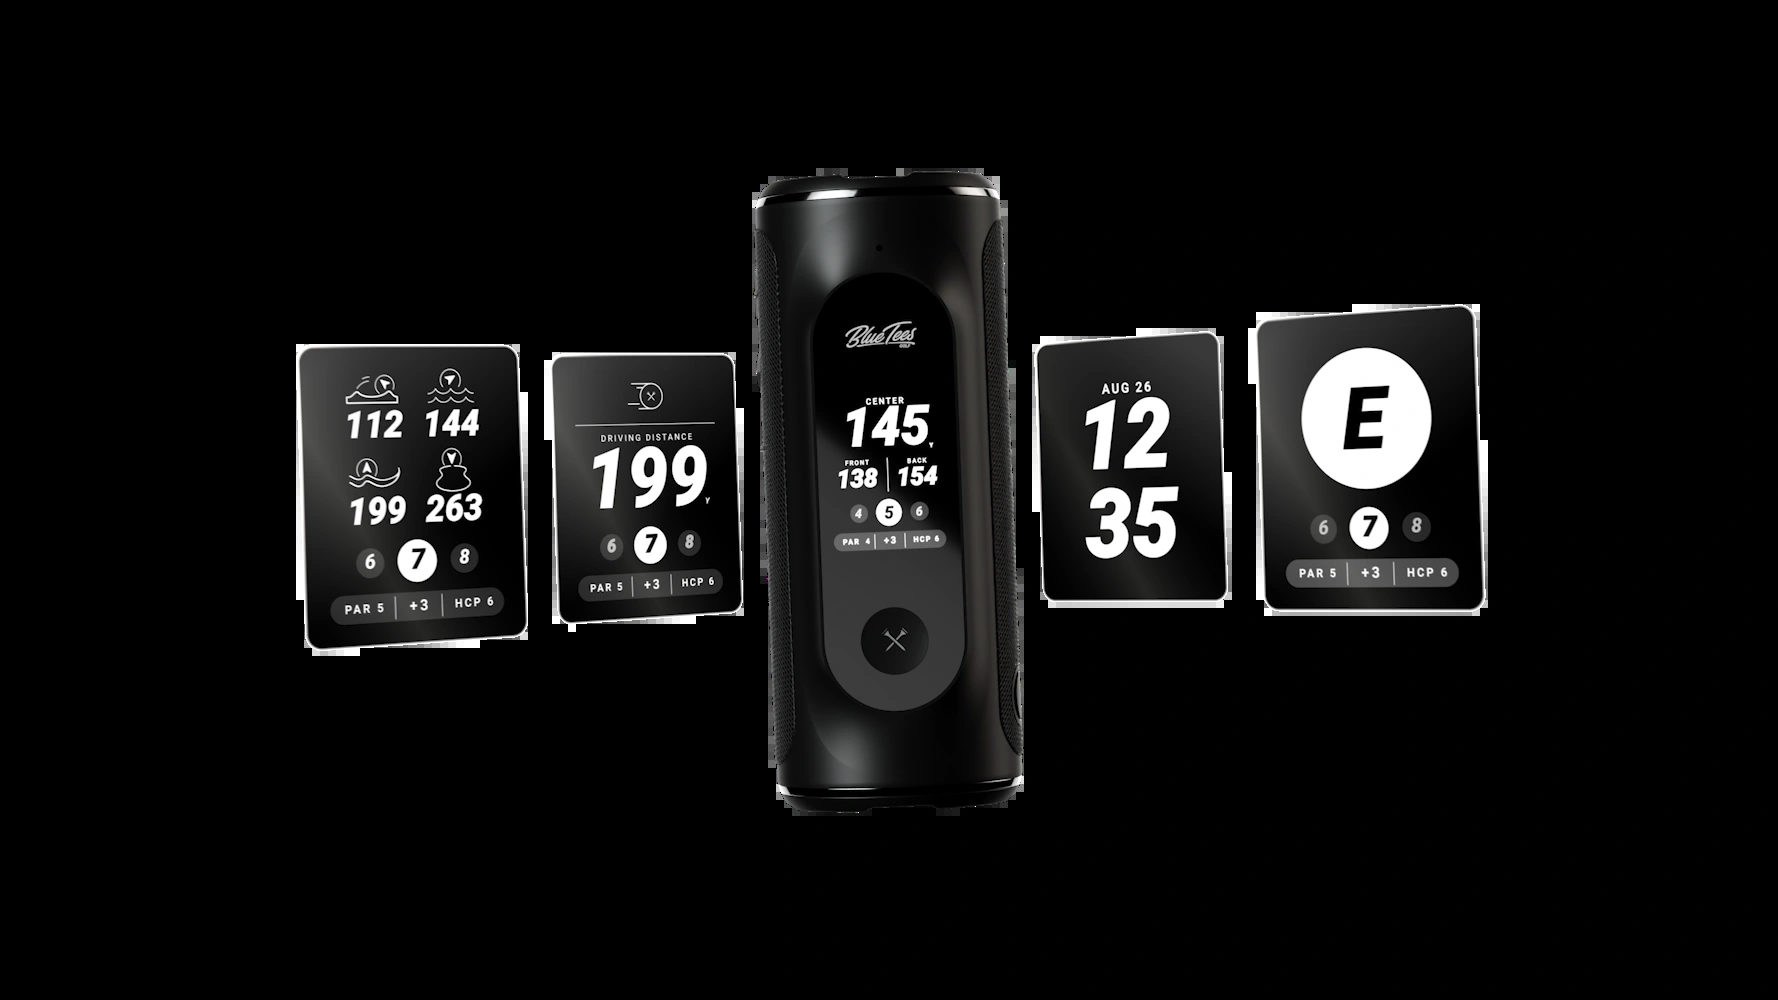 112 144
199 263
6 7 8
PAR 5 +3 HCP 6
DRIVING DISTANCE
199Y
6 7 8
PAR 5 +3 HCP 6
Blue Tees
GOLF
CENTER
145Y
FRONT BACK
138 154
4 5 6
PAR 4 +3 HCP 6
AUG 26
12
35
E
6 7 8
PAR 5 +3 HCP 6